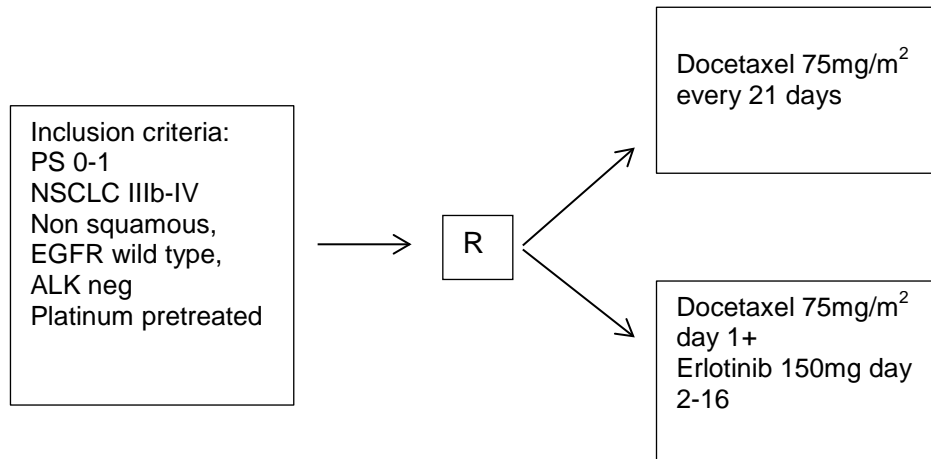 Inclusion criteria:
PS 0-1
NSCLC IIIb-IV
Non squamous,
EGFR wild type,
ALK neg
Platinum pretreated
R
Docetaxel 75mg/m²
every 21 days
Docetaxel 75mg/m²
day 1+
Erlotinib 150mg day
2-16